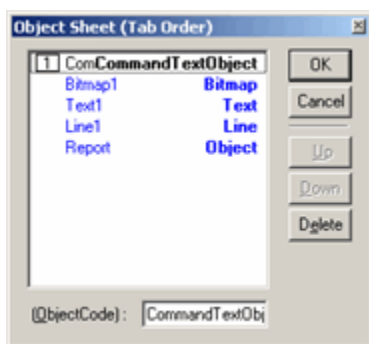 Object Sheet (Tab Order)
1 ComCommandTextObject
Bitmap1 Bitmap
Text1 Text
Line1 Line
Report Object
OK
Cancel
Up
Down
Delete
(ObjectCode) : CommandTextObj